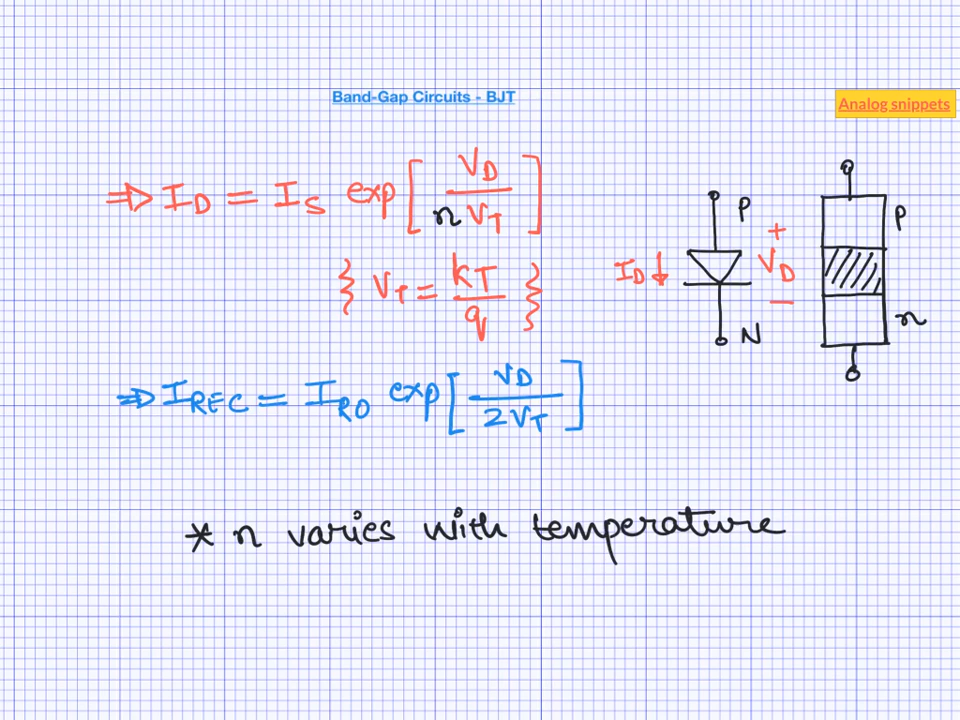 Band-Gap Circuits - BJT
Analog snippets
⇒ I_D = I_S exp[V_D / nV_T]
{ V_T = kT / q }
⇒ I_REC = I_RO exp[V_D / 2V_T]
* n varies with temperature
P
I_D ↓
+
V_D
−
N
P
n